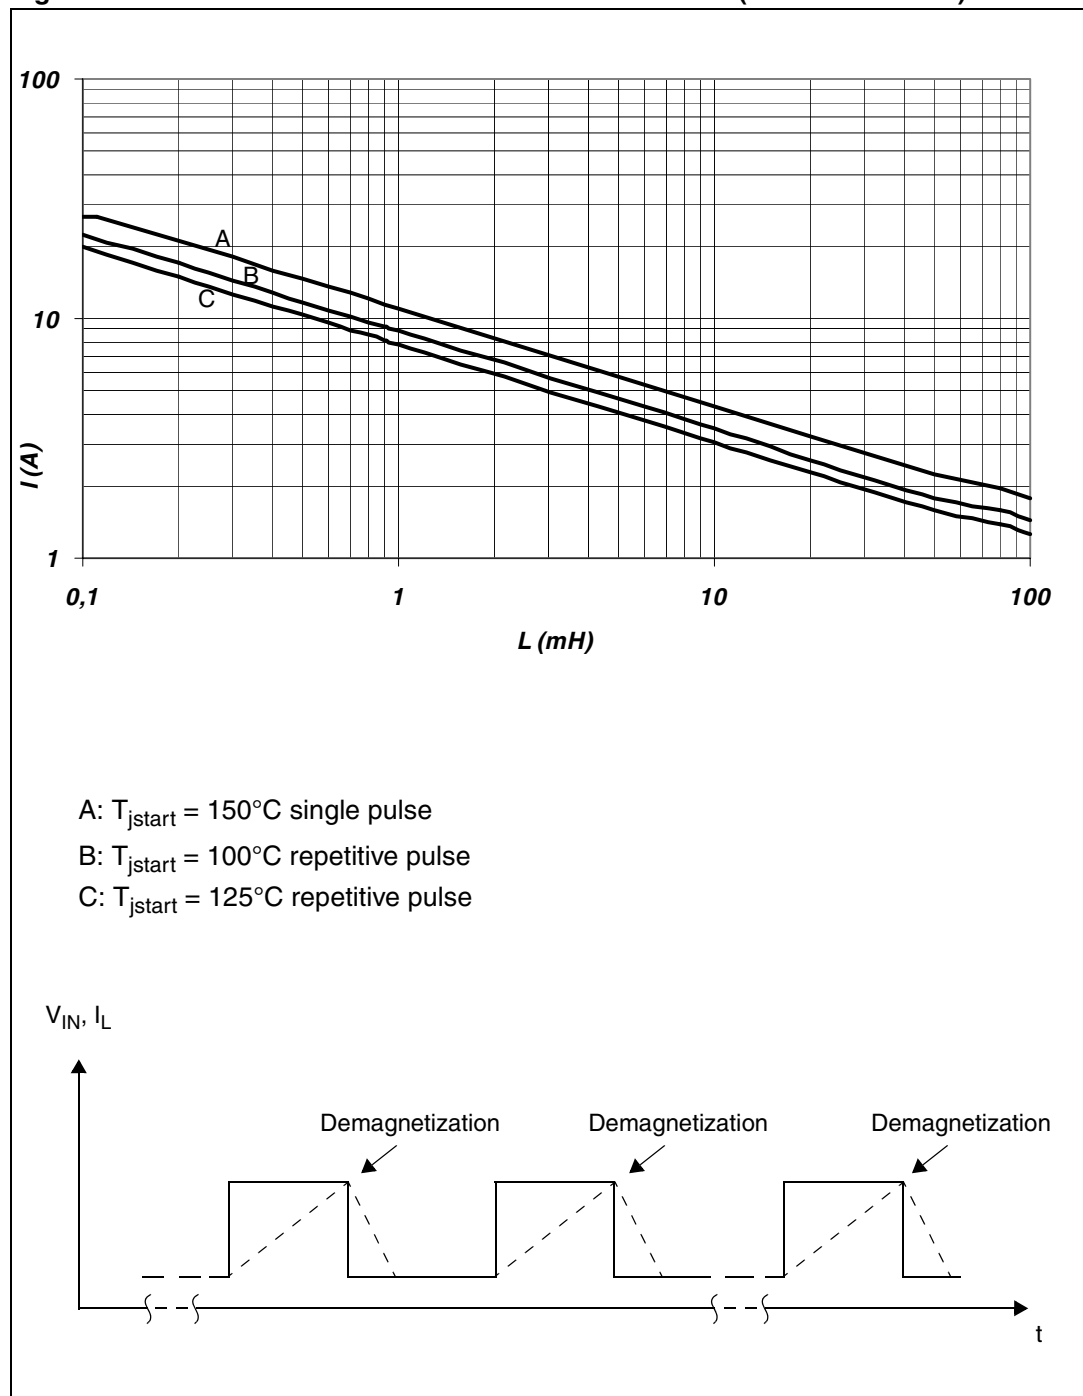 100
A
B
C
10
I (A)
1
0,1 1 10 100
L (mH)
A: Tjstart = 150°C single pulse
B: Tjstart = 100°C repetitive pulse
C: Tjstart = 125°C repetitive pulse
VIN, IL
Demagnetization Demagnetization Demagnetization
t